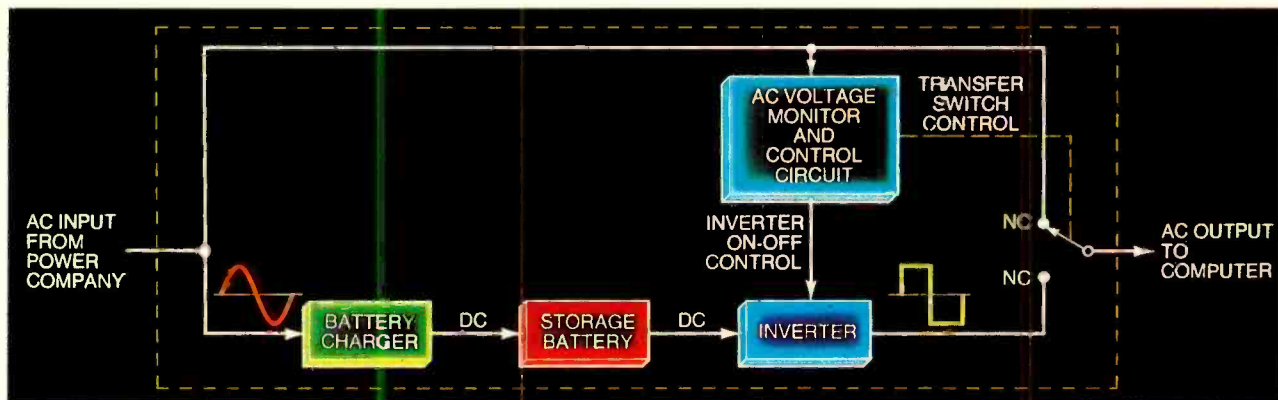 AC VOLTAGE
MONITOR
AND
CONTROL
CIRCUIT
TRANSFER
SWITCH
CONTROL
AC INPUT
FROM
POWER
COMPANY
INVERTER
ON-OFF
CONTROL
NC
NC
AC OUTPUT
TO
COMPUTER
BATTERY
CHARGER
DC
STORAGE
BATTERY
DC
INVERTER